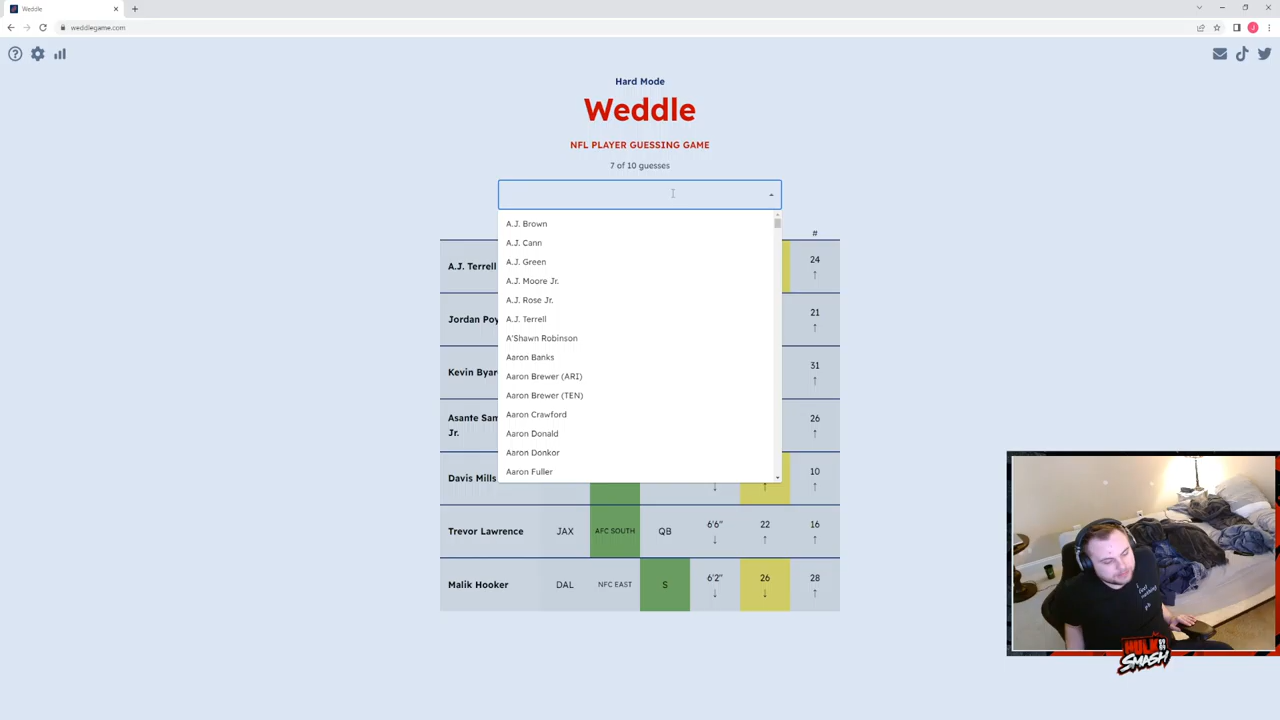 Weddle
weddlegame.com
Hard Mode
Weddle
NFL PLAYER GUESSING GAME
7 of 10 guesses
A.J. Brown
A.J. Cann
A.J. Green
A.J. Moore Jr.
A.J. Rose Jr.
A.J. Terrell
A'Shawn Robinson
Aaron Banks
Aaron Brewer (ARI)
Aaron Brewer (TEN)
Aaron Crawford
Aaron Donald
Aaron Donkor
Aaron Fuller
#
A.J. Terrell 24 ↑
Jordan Poy 21 ↑
Kevin Byar 31 ↑
Asante Sam
Jr. 26 ↑
Davis Mills ↓ ↑ 10 ↑
Trevor Lawrence JAX AFC SOUTH QB 6'6" ↓ 22 ↑ 16 ↑
Malik Hooker DAL NFC EAST S 6'2" ↓ 26 ↓ 28 ↑
HULK
SMASH